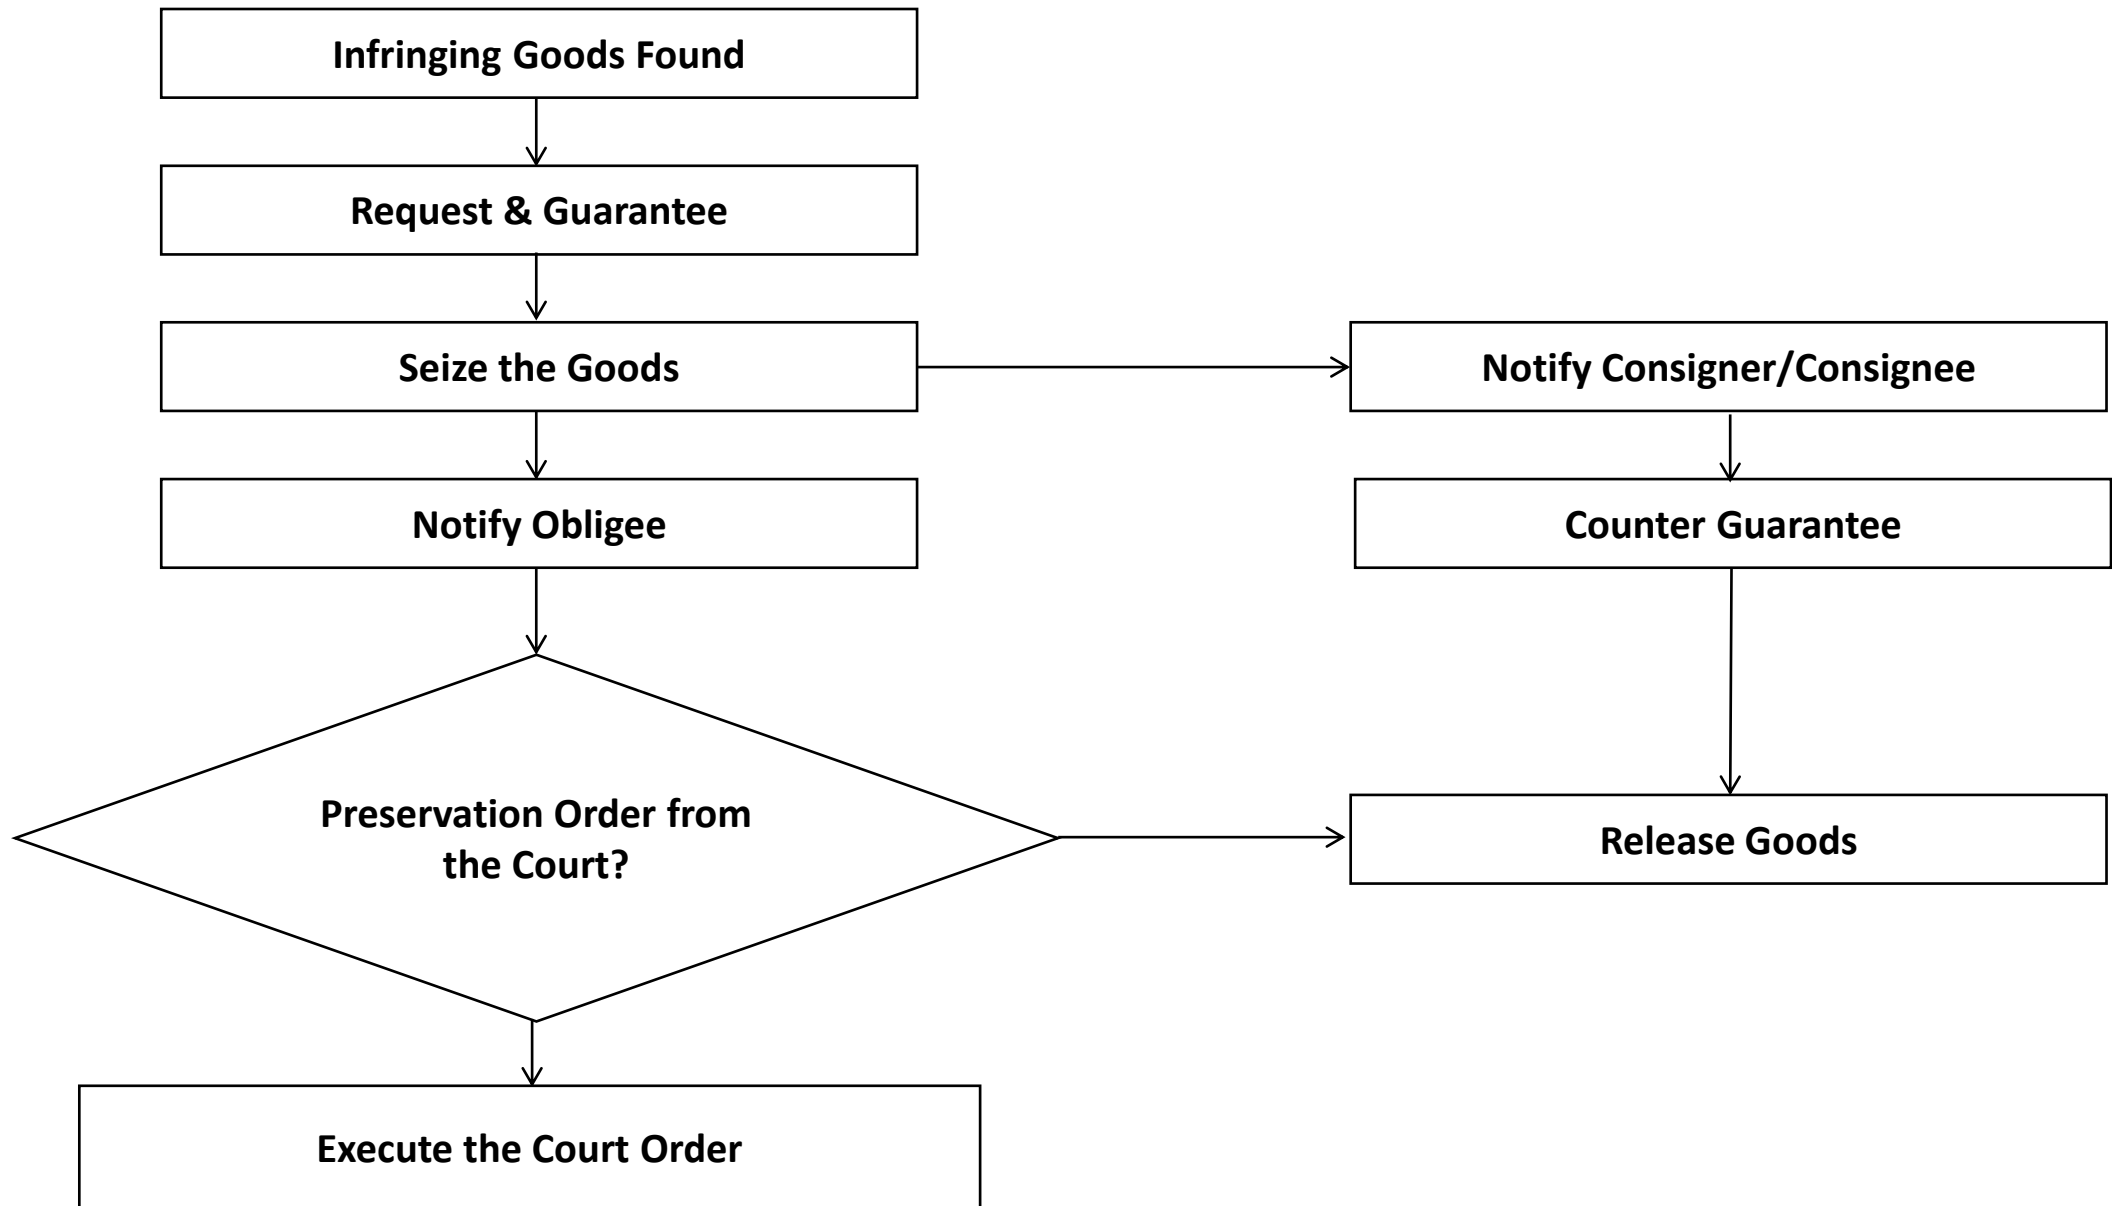 Infringing Goods Found
Request & Guarantee
Seize the Goods
Notify Consigner/Consignee
Notify Obligee
Counter Guarantee
Preservation Order from
the Court?
Release Goods
Execute the Court Order